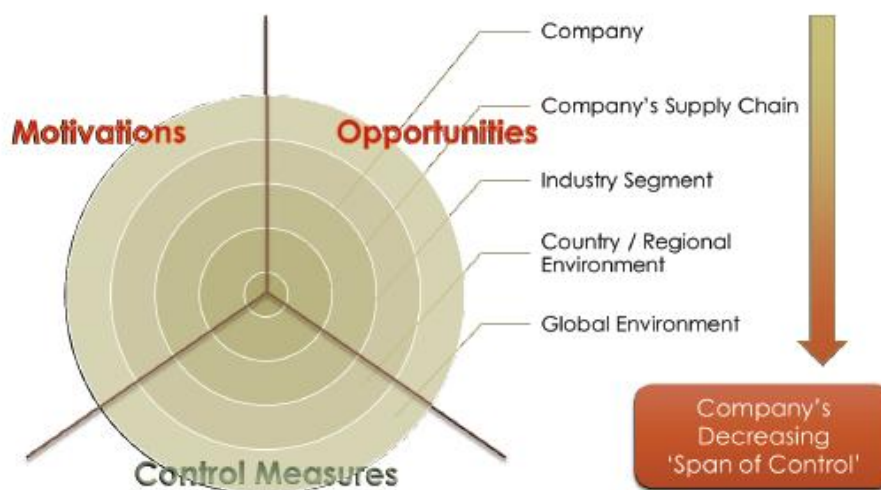 Company
Motivations
Opportunities
Company's Supply Chain
Industry Segment
Country / Regional
Environment
Global Environment
Control Measures
Company's
Decreasing
'Span of Control'